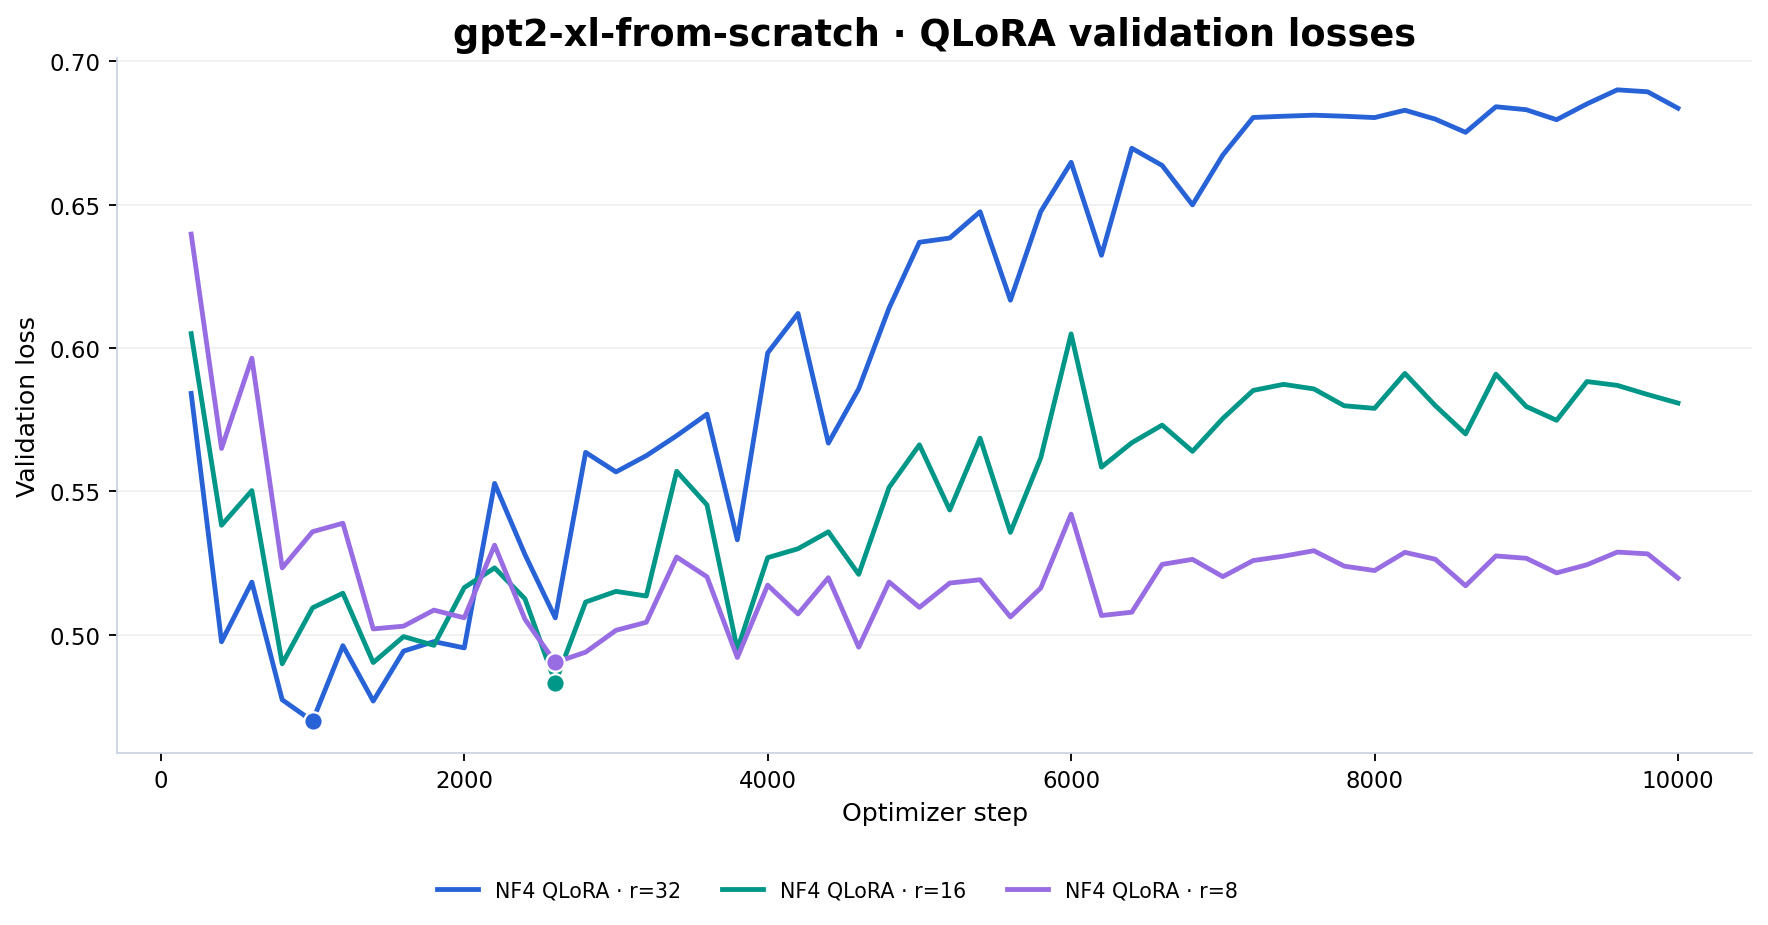 gpt2-xl-from-scratch · QLoRA validation losses
0.70
0.65
0.60
0.55
0.50
Validation loss
0 2000 4000 6000 8000 10000
Optimizer step
NF4 QLoRA · r=32 NF4 QLoRA · r=16 NF4 QLoRA · r=8